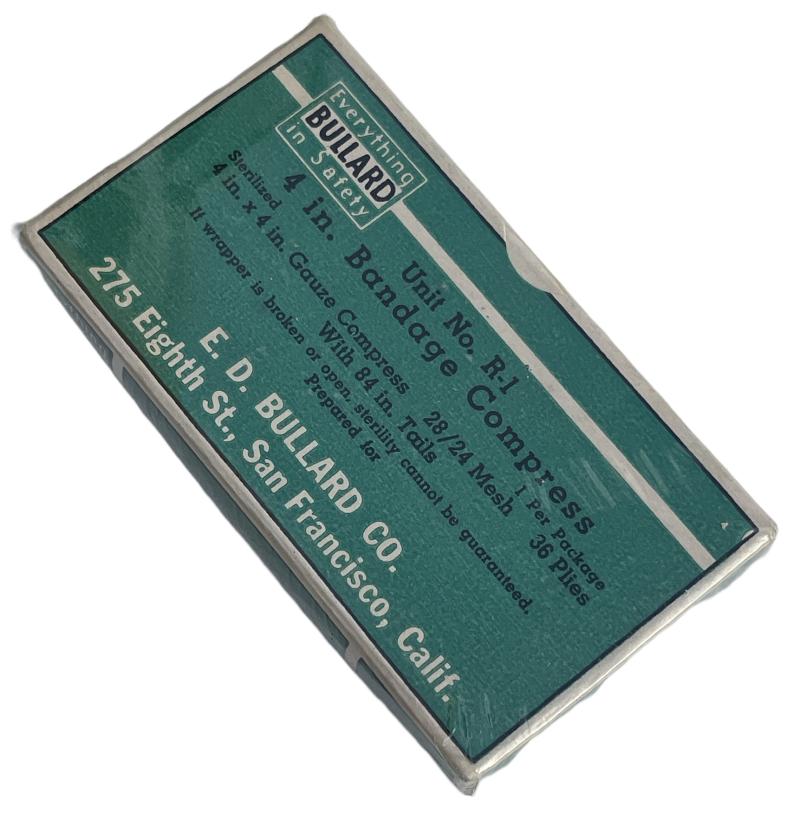 Everything
BULLARD
in Safety
Unit No. R-1
4 in. Bandage Compress
Sterilized 1 Per Package
4 in. x 4 in. Gauze Compress 28/24 Mesh 36 Plies
With 84 in. Tails
If wrapper is broken or open, sterility cannot be guaranteed.
Prepared for
E. D. BULLARD CO.
275 Eighth St., San Francisco, Calif.